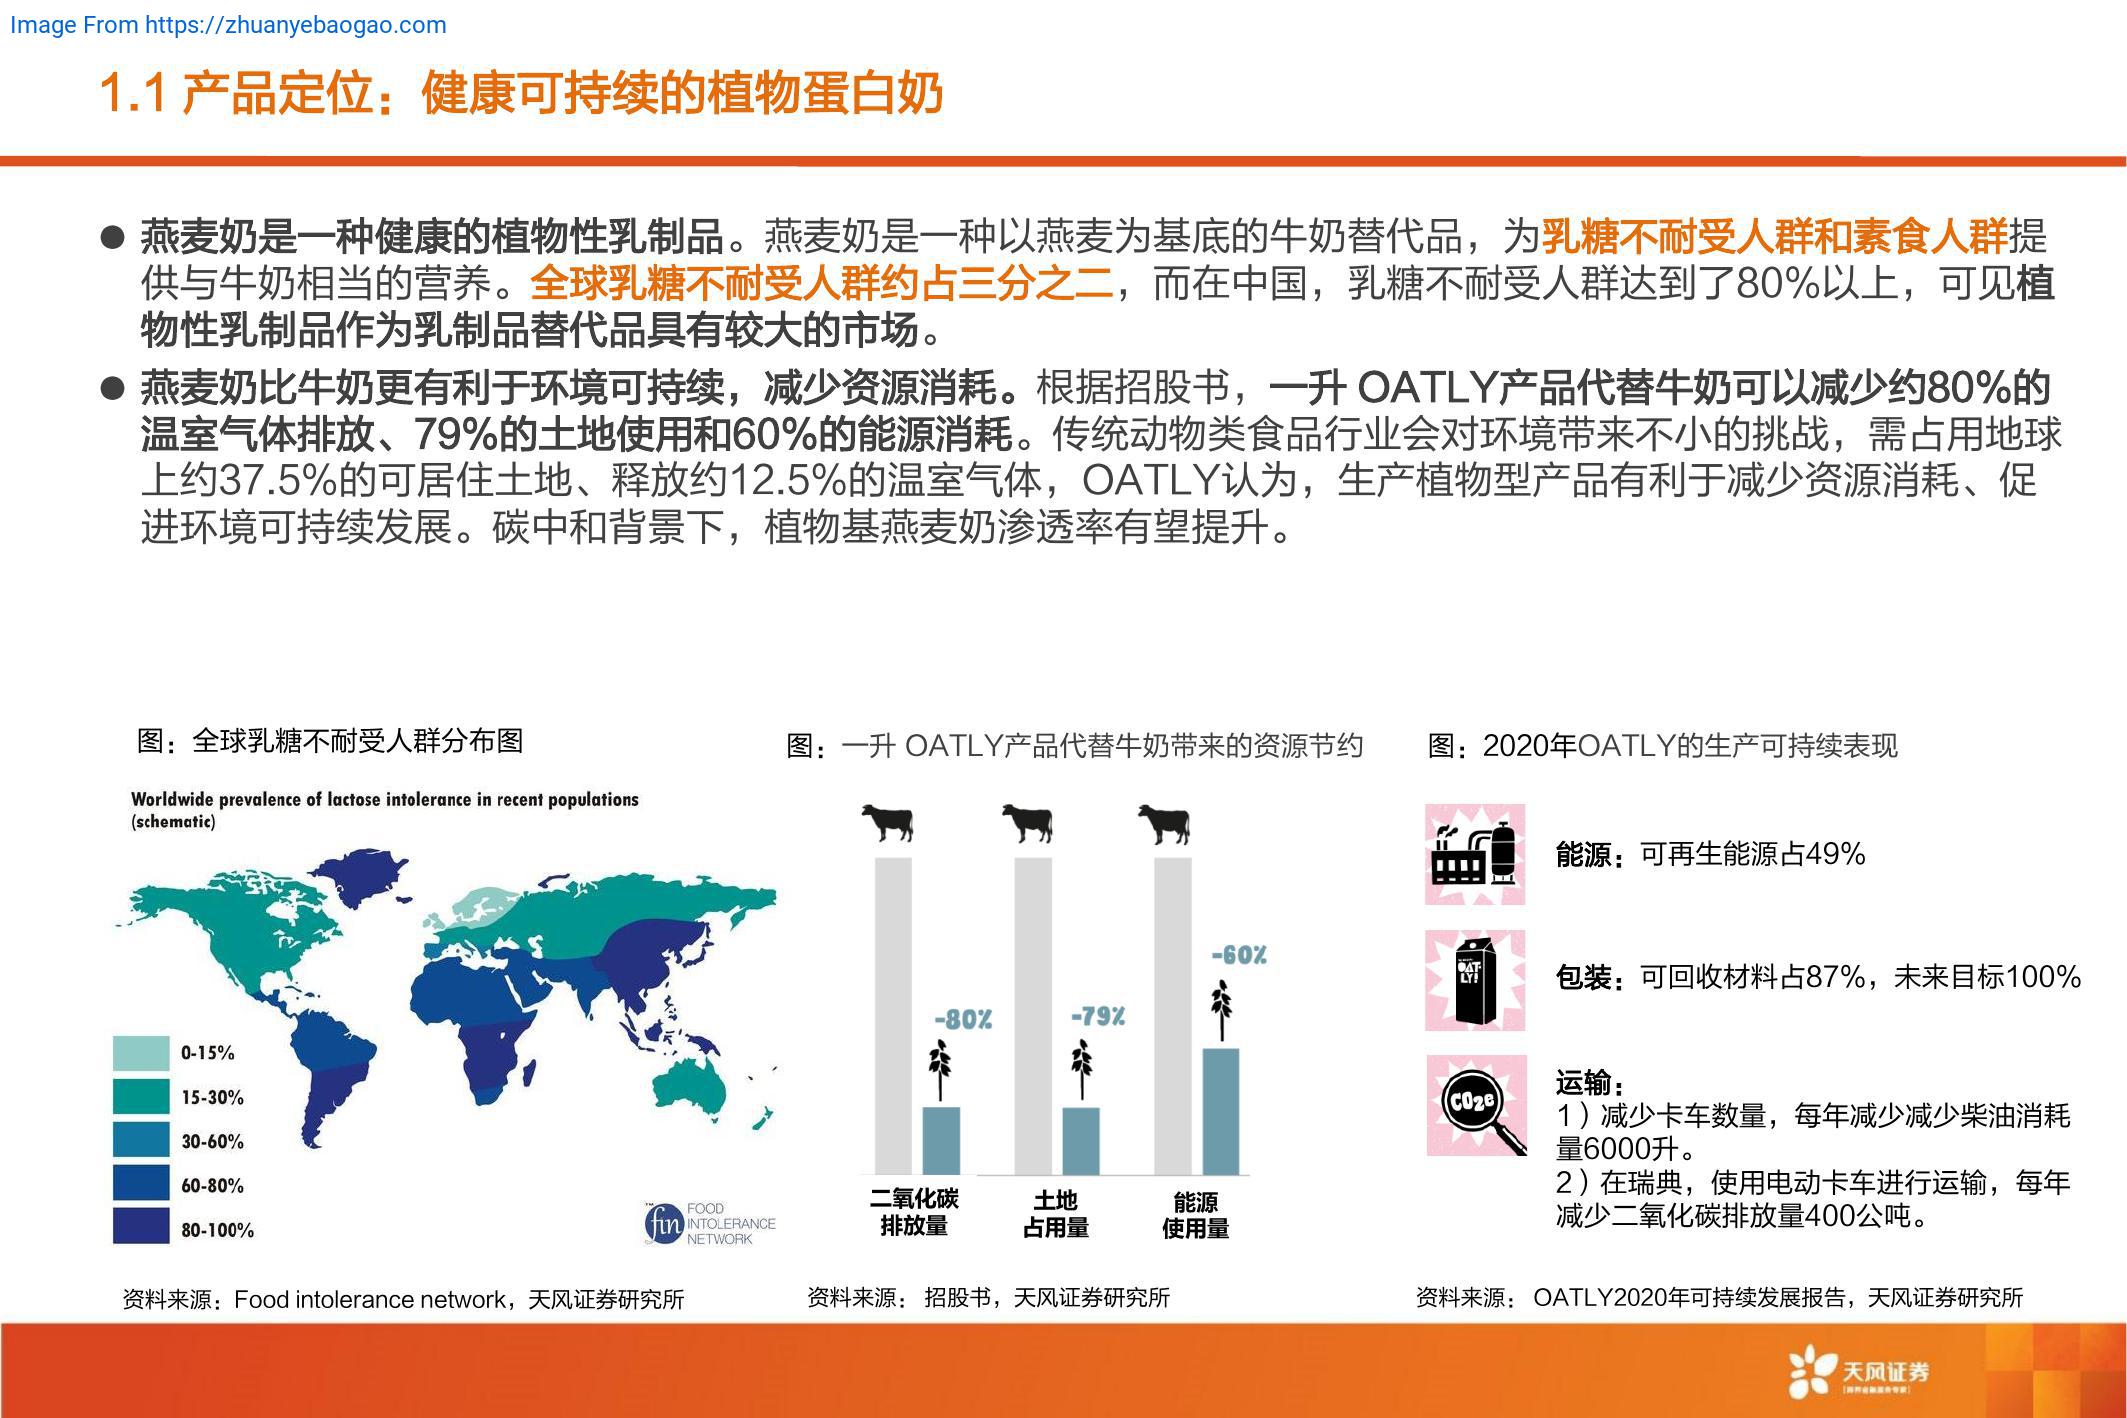 Image From https://zhuanyebaogao.com
1.1 产品定位：健康可持续的植物蛋白奶
● 燕麦奶是一种健康的植物性乳制品。燕麦奶是一种以燕麦为基底的牛奶替代品，为乳糖不耐受人群和素食人群提
供与牛奶相当的营养。全球乳糖不耐受人群约占三分之二，而在中国，乳糖不耐受人群达到了80%以上，可见植
物性乳制品作为乳制品替代品具有较大的市场。
● 燕麦奶比牛奶更有利于环境可持续，减少资源消耗。根据招股书，一升 OATLY产品代替牛奶可以减少约80%的
温室气体排放、79%的土地使用和60%的能源消耗。传统动物类食品行业会对环境带来不小的挑战，需占用地球
上约37.5%的可居住土地、释放约12.5%的温室气体，OATLY认为，生产植物型产品有利于减少资源消耗、促
进环境可持续发展。碳中和背景下，植物基燕麦奶渗透率有望提升。
图：全球乳糖不耐受人群分布图
Worldwide prevalence of lactose intolerance in recent populations
(schematic)
0-15%
15-30%
30-60%
60-80%
80-100%
™
fin
FOOD
INTOLERANCE
NETWORK
资料来源：Food intolerance network，天风证券研究所
图：一升 OATLY产品代替牛奶带来的资源节约
-80%
-79%
-60%
二氧化碳
排放量
土地
占用量
能源
使用量
资料来源： 招股书，天风证券研究所
图：2020年OATLY的生产可持续表现
能源：可再生能源占49%
OAT-
LY!
包装：可回收材料占87%，未来目标100%
CO2e
运输：
1）减少卡车数量，每年减少减少柴油消耗
量6000升。
2）在瑞典，使用电动卡车进行运输，每年
减少二氧化碳排放量400公吨。
资料来源： OATLY2020年可持续发展报告，天风证券研究所
天风证券